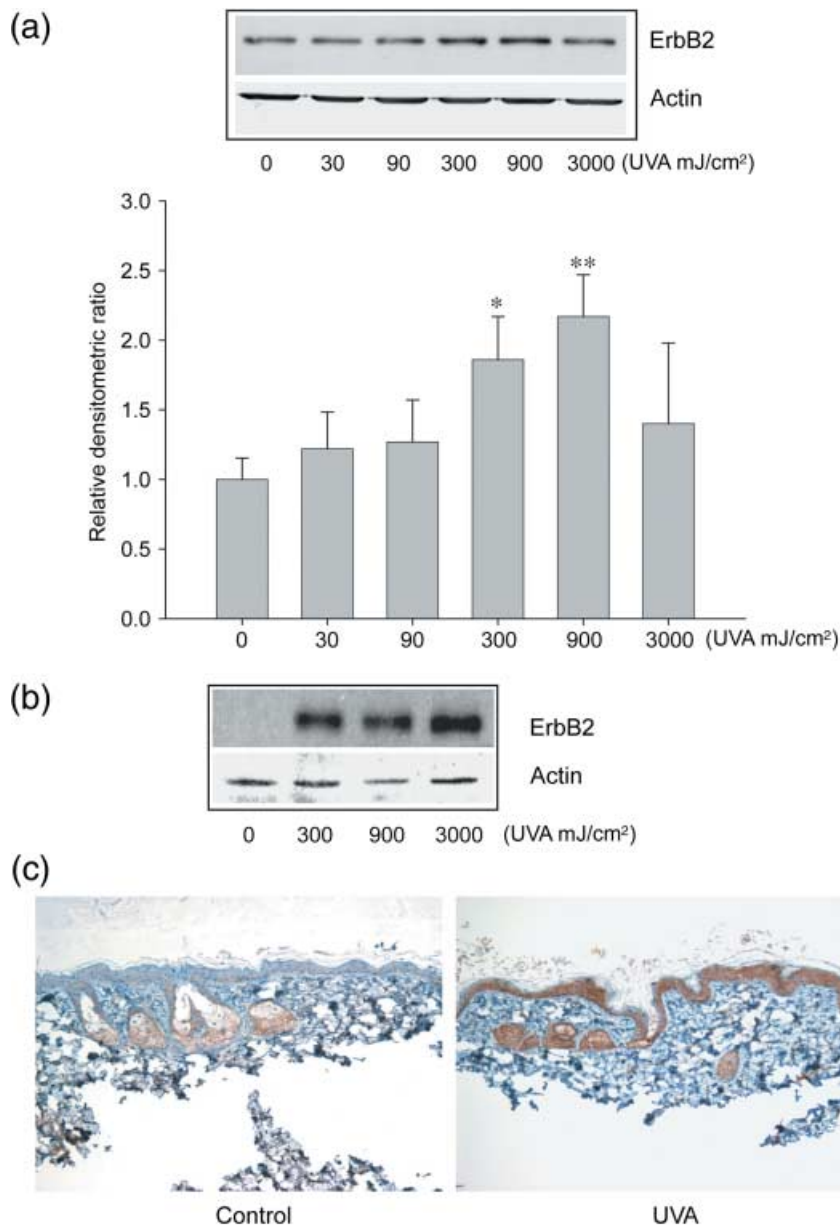 (a)
ErbB2
Actin
0 30 90 300 900 3000 (UVA mJ/cm²)
3.0
2.5
2.0
1.5
1.0
0.5
0.0
Relative densitometric ratio
* **
0 30 90 300 900 3000 (UVA mJ/cm²)
(b)
ErbB2
Actin
0 300 900 3000 (UVA mJ/cm²)
(c)
Control UVA